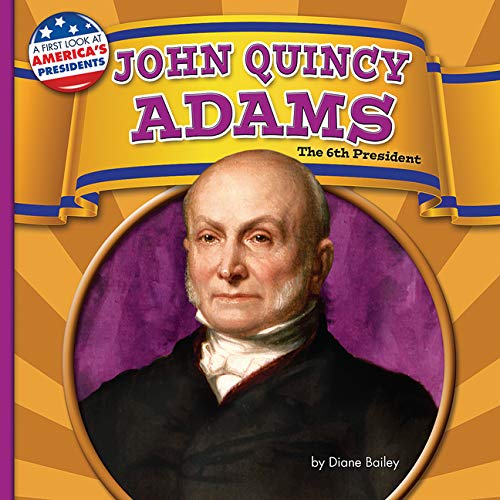 A FIRST LOOK AT
AMERICA'S
PRESIDENTS
JOHN QUINCY
ADAMS
The 6th President
by Diane Bailey